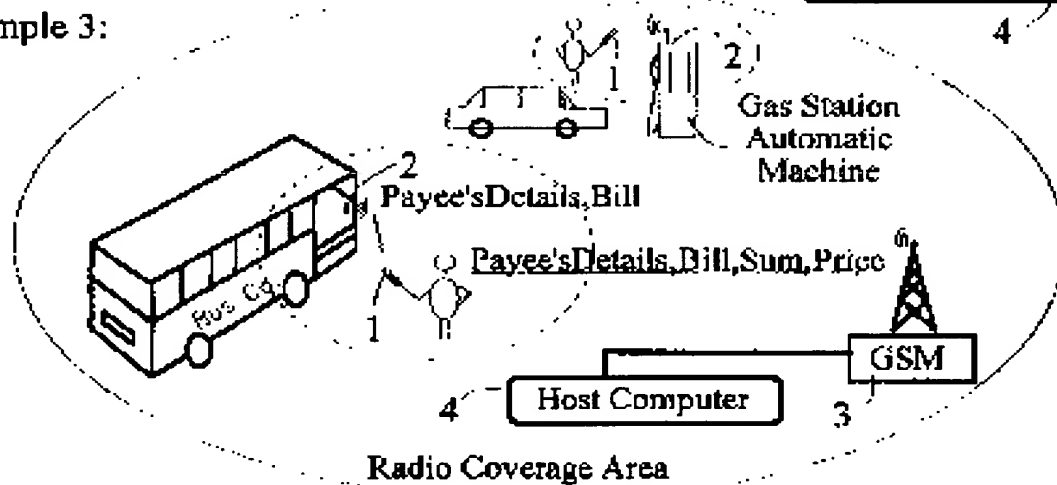 mple 3:
4
1
2
Gas Station
Automatic
Machine
2
Payee'sDetails,Bill
Payee'sDetails,Bill,Sum,Price
Bus Co.
1
GSM
4
Host Computer
3
Radio Coverage Area